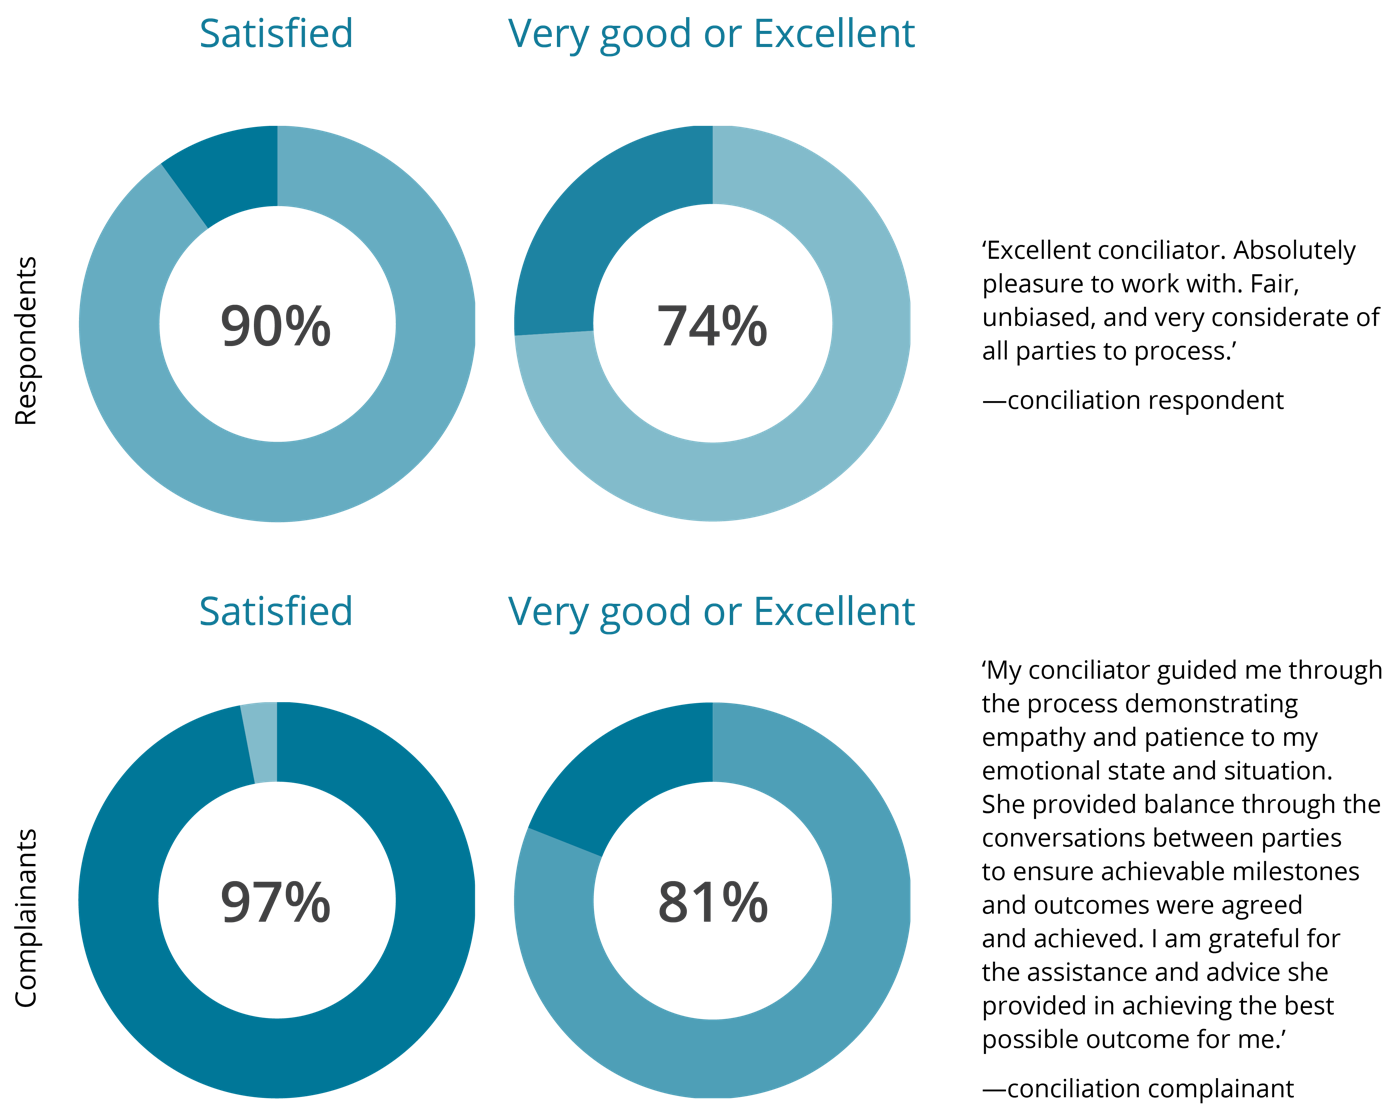 Satisfied
Very good or Excellent
Respondents
90%
74%
‘Excellent conciliator. Absolutely
pleasure to work with. Fair,
unbiased, and very considerate of
all parties to process.’
—conciliation respondent
Satisfied
Very good or Excellent
Complainants
97%
81%
‘My conciliator guided me through
the process demonstrating
empathy and patience to my
emotional state and situation.
She provided balance through the
conversations between parties
to ensure achievable milestones
and outcomes were agreed
and achieved. I am grateful for
the assistance and advice she
provided in achieving the best
possible outcome for me.’
—conciliation complainant